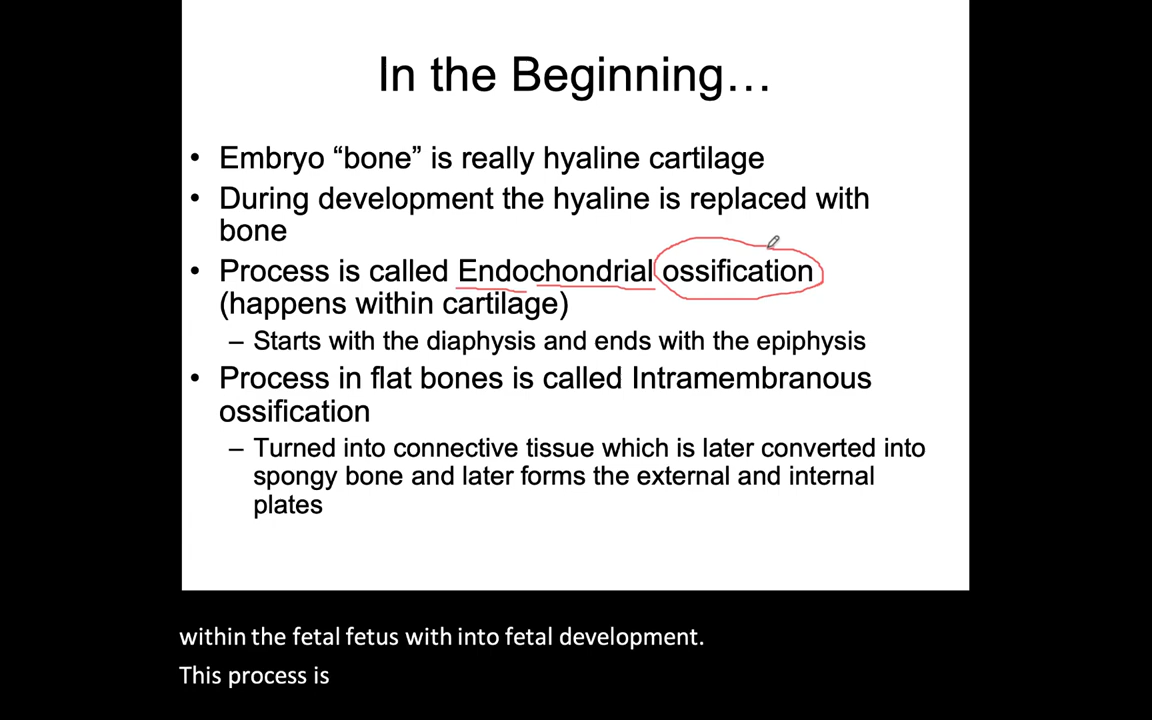 In the Beginning…
• Embryo “bone” is really hyaline cartilage
• During development the hyaline is replaced with
bone
• Process is called Endochondrial ossification
(happens within cartilage)
– Starts with the diaphysis and ends with the epiphysis
• Process in flat bones is called Intramembranous
ossification
– Turned into connective tissue which is later converted into
spongy bone and later forms the external and internal
plates
within the fetal fetus with into fetal development.
This process is